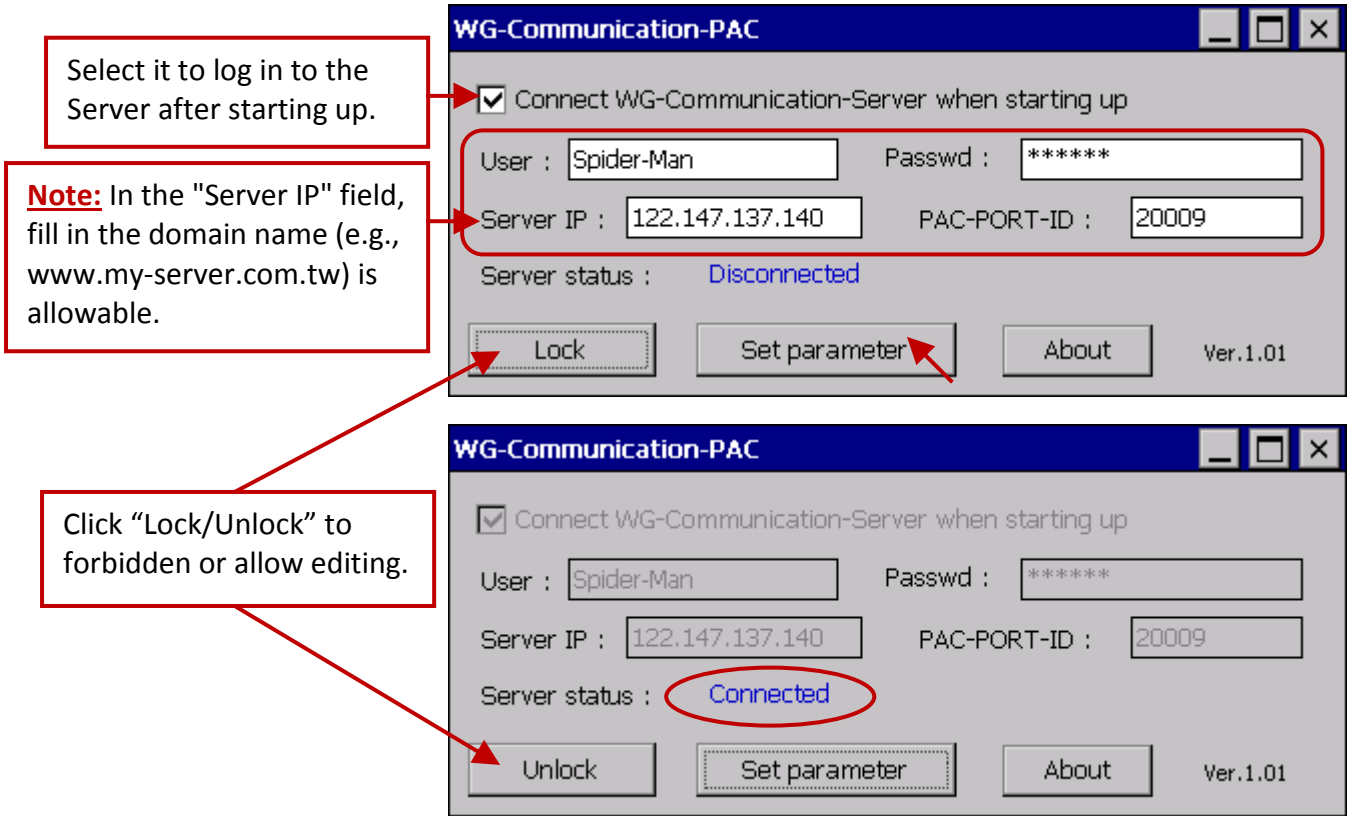 WG-Communication-PAC
Select it to log in to the
Server after starting up.
Connect WG-Communication-Server when starting up
User : Spider-Man Passwd : ******
Note: In the "Server IP" field,
fill in the domain name (e.g.,
www.my-server.com.tw) is
allowable.
Server IP : 122.147.137.140 PAC-PORT-ID : 20009
Server status : Disconnected
Lock Set parameter About Ver.1.01
WG-Communication-PAC
Click “Lock/Unlock” to
forbidden or allow editing.
Connect WG-Communication-Server when starting up
User : Spider-Man Passwd : ******
Server IP : 122.147.137.140 PAC-PORT-ID : 20009
Server status : Connected
Unlock Set parameter About Ver.1.01